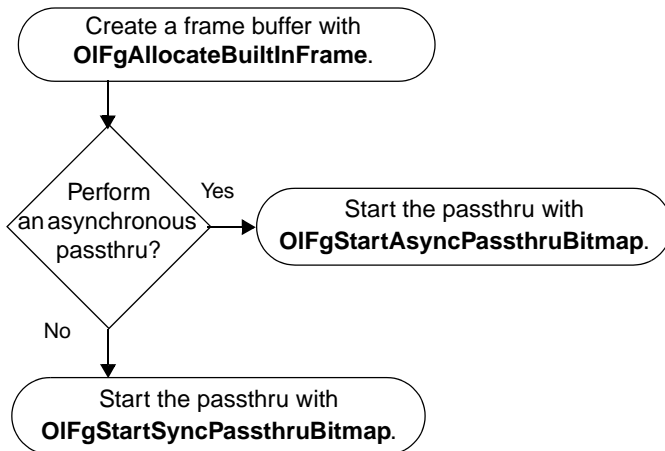 Create a frame buffer with
OlFgAllocateBuiltInFrame.
Perform
an asynchronous
passthru?
Yes
Start the passthru with
OlFgStartAsyncPassthruBitmap.
No
Start the passthru with
OlFgStartSyncPassthruBitmap.